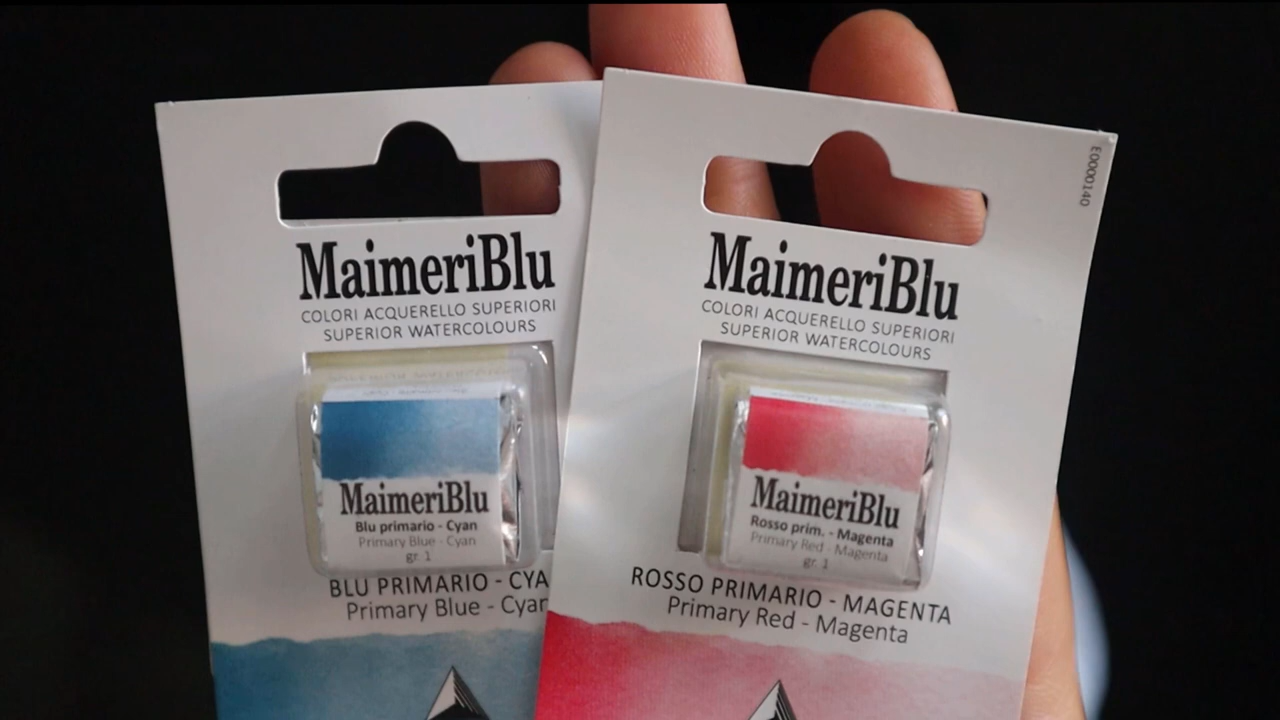 MaimeriBlu
COLORI ACQUERELLO SUPERIORI
SUPERIOR WATERCOLOURS
MaimeriBlu
Blu primario - Cyan
Primary Blue - Cyan
gr. 1
BLU PRIMARIO - CYA
Primary Blue - Cyan
E0000140
MaimeriBlu
COLORI ACQUERELLO SUPERIORI
SUPERIOR WATERCOLOURS
MaimeriBlu
Rosso prim. - Magenta
Primary Red - Magenta
gr. 1
ROSSO PRIMARIO - MAGENTA
Primary Red - Magenta